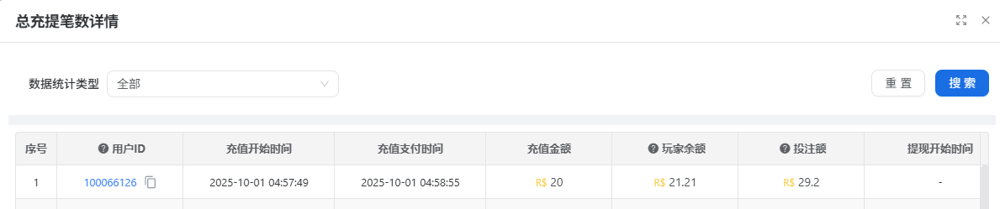 总充提笔数详情
数据统计类型 全部 重 置 搜 索
序号 用户ID 充值开始时间 充值支付时间 充值金额 玩家余额 投注额 提现开始时间
1 100066126 2025-10-01 04:57:49 2025-10-01 04:58:55 R$ 20 R$ 21.21 R$ 29.2 -